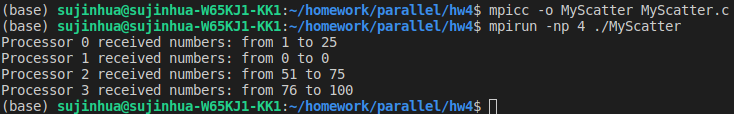 (base) sujinhua@sujinhua-W65KJ1-KK1:~/homework/parallel/hw4$ mpicc -o MyScatter MyScatter.c
(base) sujinhua@sujinhua-W65KJ1-KK1:~/homework/parallel/hw4$ mpirun -np 4 ./MyScatter
Processor 0 received numbers: from 1 to 25
Processor 1 received numbers: from 0 to 0
Processor 2 received numbers: from 51 to 75
Processor 3 received numbers: from 76 to 100
(base) sujinhua@sujinhua-W65KJ1-KK1:~/homework/parallel/hw4$